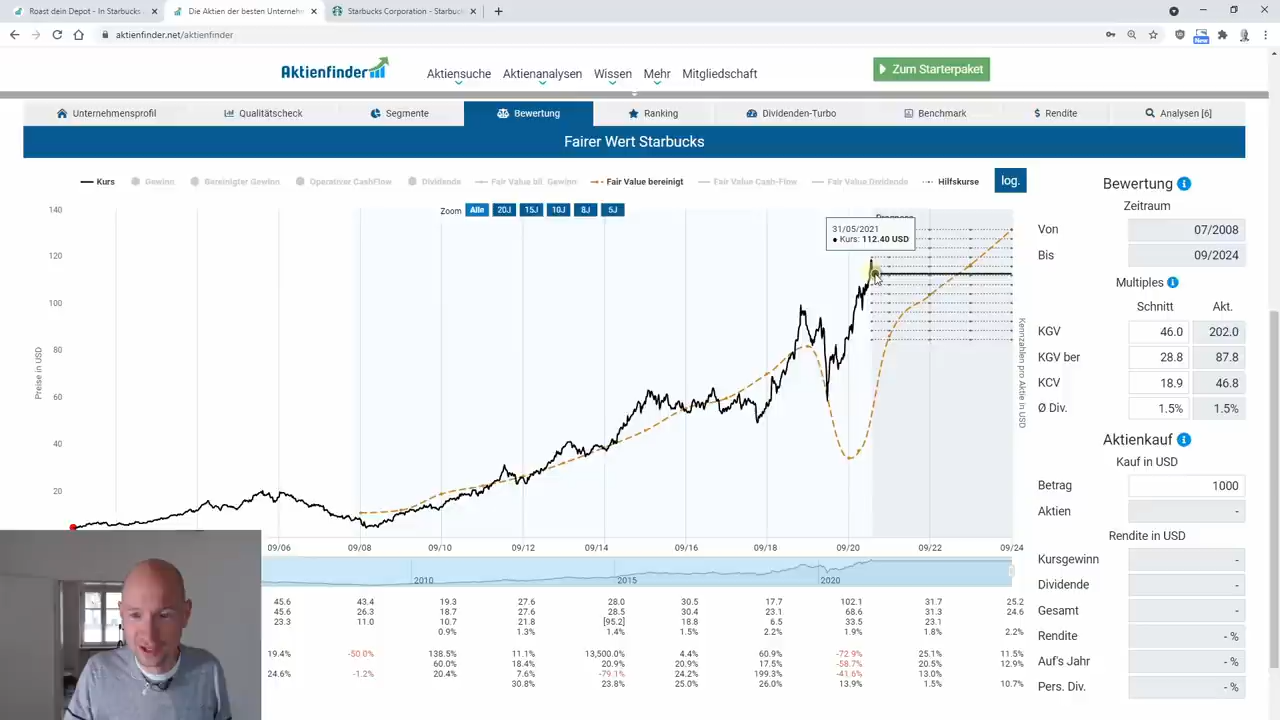 Roast dein Depot - In Starbucks
Die Aktien der besten Unternehm
Starbucks Corporation - Starbuck
aktienfinder.net/aktienfinder
New
Aktienfinder
Aktiensuche Aktienanalysen Wissen Mehr Mitgliedschaft
Zum Starterpaket
Unternehmensprofil Qualitätscheck Segmente Bewertung Ranking Dividenden-Turbo Benchmark Rendite Analysen [6]
Fairer Wert Starbucks
Kurs Gewinn Bereinigter Gewinn Operativer CashFlow Dividende Fair Value bil. Gewinn Fair Value bereinigt Fair Value Cash-Flow Fair Value Dividende Hilfskurse log.
Zoom Alle 20J 15J 10J 8J 5J
Prognose
31/05/2021
Kurs: 112.40 USD
140
120
100
80
60
40
20
Preise in USD
Kennzahlen pro Aktie in USD
09/06 09/08 09/10 09/12 09/14 09/16 09/18 09/20 09/22 09/24
2010 2015 2020
45.6 43.4 19.3 27.6 28.0 30.5 17.7 102.1 31.7 25.2
45.6 26.3 18.7 27.6 28.5 30.4 23.1 68.6 31.3 24.6
23.3 11.0 10.7 21.8 [95.2] 18.8 6.5 33.5 23.1
0.9% 1.3% 1.4% 1.5% 2.2% 1.9% 1.8% 2.2%
19.4% -50.0% 138.5% 11.1% 13,500.0% 4.4% 60.9% -72.9% 25.1% 11.5%
60.0% 18.4% 20.9% 20.9% 17.5% -58.7% 20.5% 12.9%
24.6% -1.2% 20.4% 7.6% -79.1% 24.2% 199.3% -41.6% 13.0%
30.8% 23.8% 25.0% 26.0% 13.9% 1.5% 10.7%
Bewertung
Zeitraum
Von 07/2008
Bis 09/2024
Multiples
Schnitt Akt.
KGV 46.0 202.0
KGV ber 28.8 87.8
KCV 18.9 46.8
Ø Div. 1.5% 1.5%
Aktienkauf
Kauf in USD
Betrag 1000
Aktien -
Rendite in USD
Kursgewinn -
Dividende -
Gesamt -
Rendite - %
Auf's Jahr - %
Pers. Div. - %